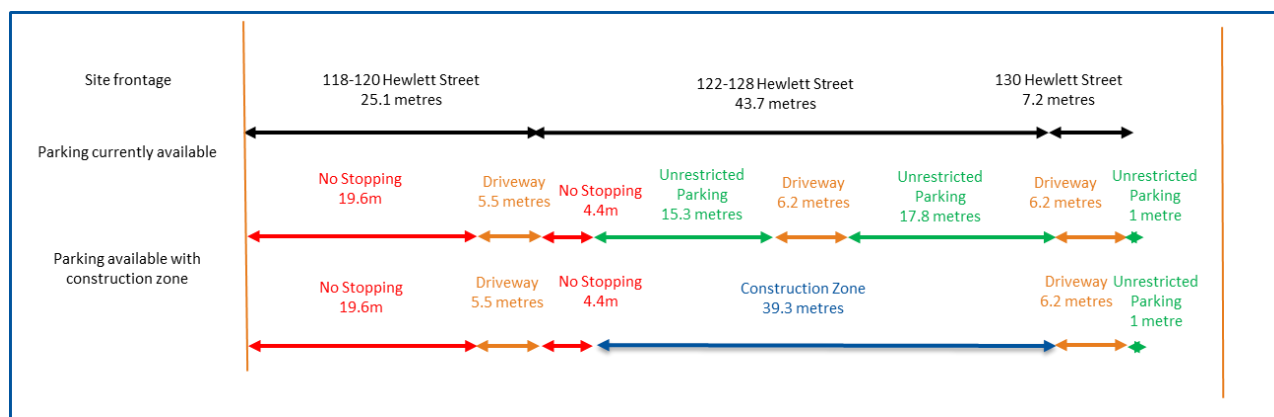 Site frontage
118-120 Hewlett Street
25.1 metres
122-128 Hewlett Street
43.7 metres
130 Hewlett Street
7.2 metres
Parking currently available
No Stopping
19.6m
Driveway
5.5 metres
No Stopping
4.4m
Unrestricted
Parking
15.3 metres
Driveway
6.2 metres
Unrestricted
Parking
17.8 metres
Driveway
6.2 metres
Unrestricted
Parking
1 metre
Parking available with
construction zone
No Stopping
19.6m
Driveway
5.5 metres
No Stopping
4.4m
Construction Zone
39.3 metres
Driveway
6.2 metres
Unrestricted
Parking
1 metre